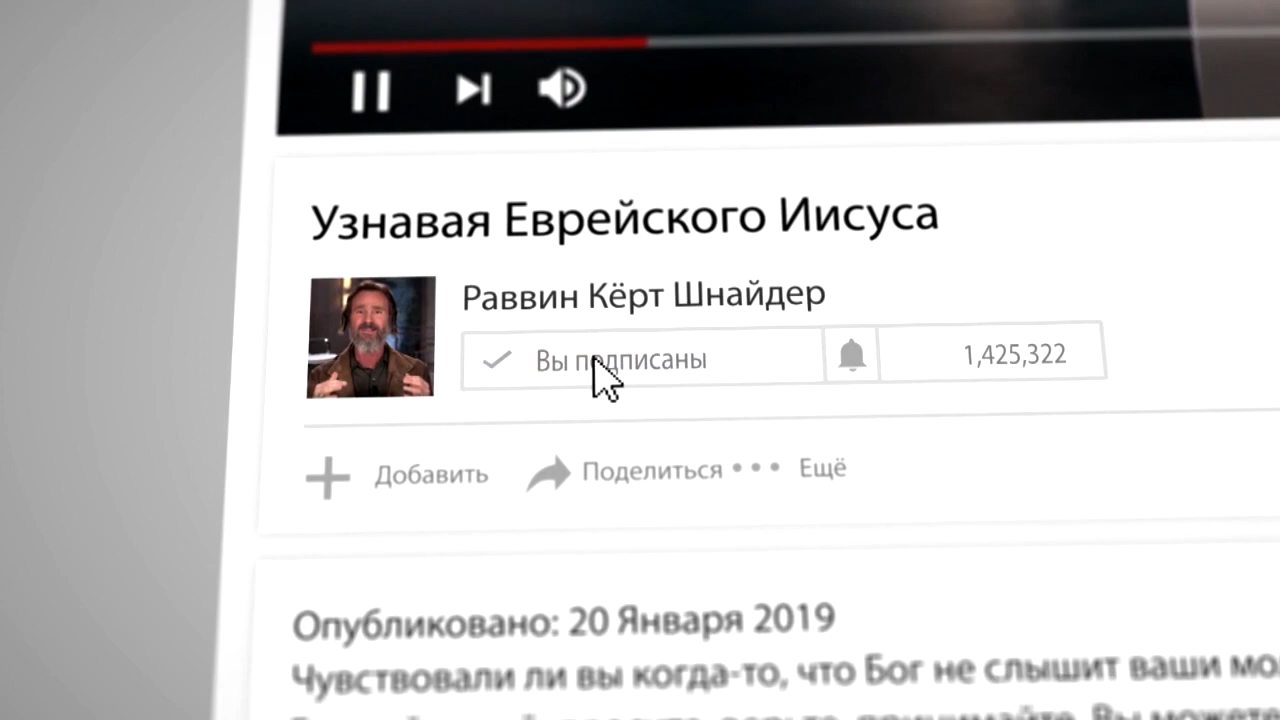 Узнавая Еврейского Иисуса
Раввин Кёрт Шнайдер
Вы подписаны 1,425,322
Добавить Поделиться ••• Ещё
Опубликовано: 20 Января 2019
Чувствовали ли вы когда-то, что Бог не слышит ваши